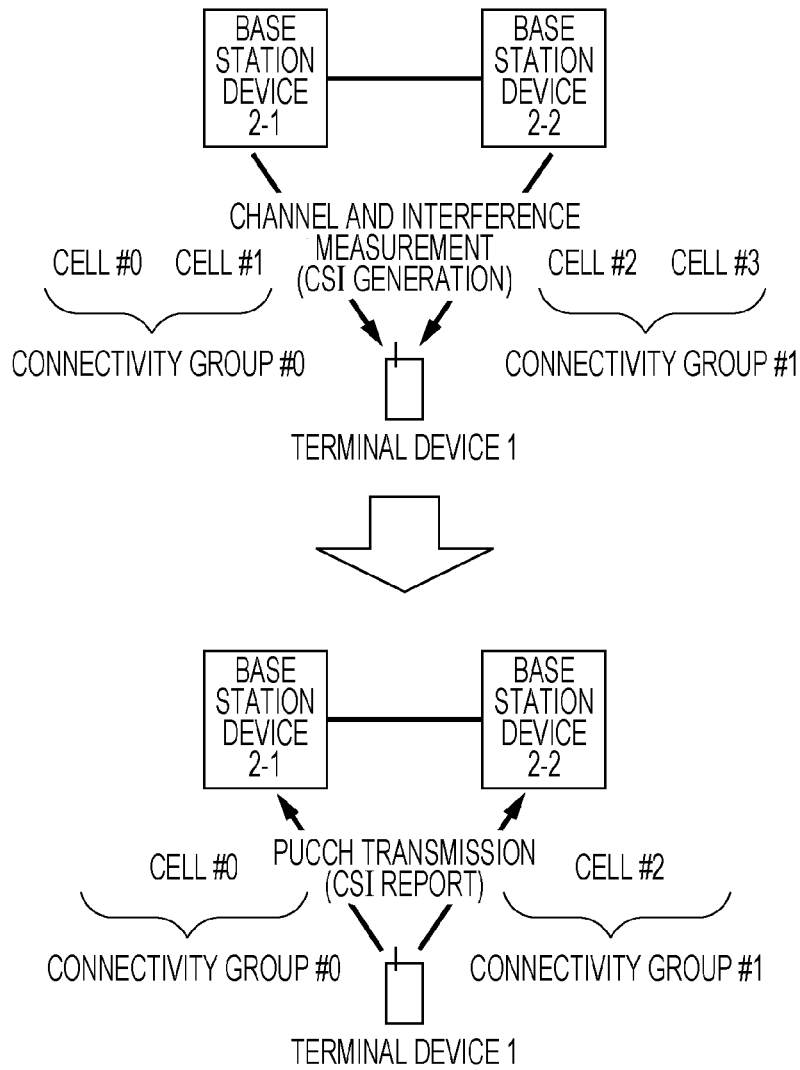 BASE
STATION
DEVICE
2-1
BASE
STATION
DEVICE
2-2
CHANNEL AND INTERFERENCE
MEASUREMENT
(CSI GENERATION)
CELL #0 CELL #1
CELL #2 CELL #3
CONNECTIVITY GROUP #0
CONNECTIVITY GROUP #1
TERMINAL DEVICE 1
BASE
STATION
DEVICE
2-1
BASE
STATION
DEVICE
2-2
PUCCH TRANSMISSION
(CSI REPORT)
CELL #0
CELL #2
CONNECTIVITY GROUP #0
CONNECTIVITY GROUP #1
TERMINAL DEVICE 1